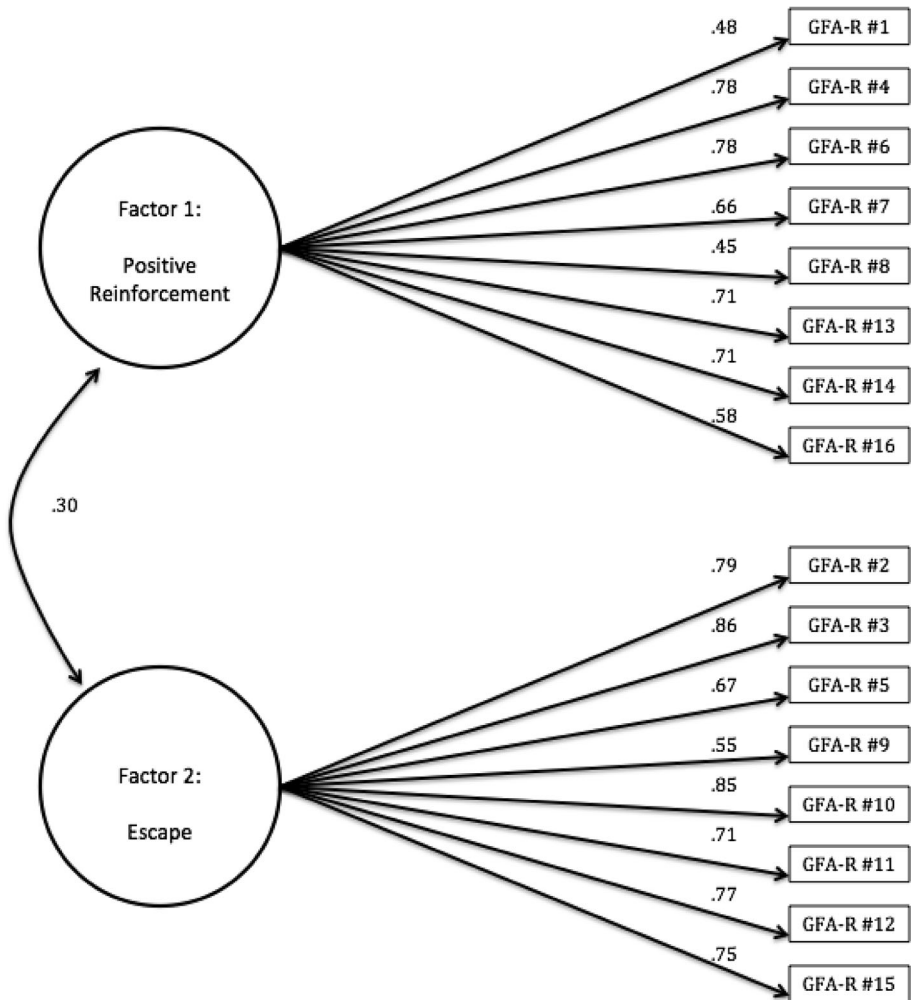 .48
GFA-R #1
.78
GFA-R #4
.78
GFA-R #6
.66
GFA-R #7
.45
GFA-R #8
.71
GFA-R #13
.71
GFA-R #14
.58
GFA-R #16
Factor 1:
Positive
Reinforcement
.30
.79
GFA-R #2
.86
GFA-R #3
.67
GFA-R #5
.55
GFA-R #9
.85
GFA-R #10
.71
GFA-R #11
.77
GFA-R #12
.75
GFA-R #15
Factor 2:
Escape